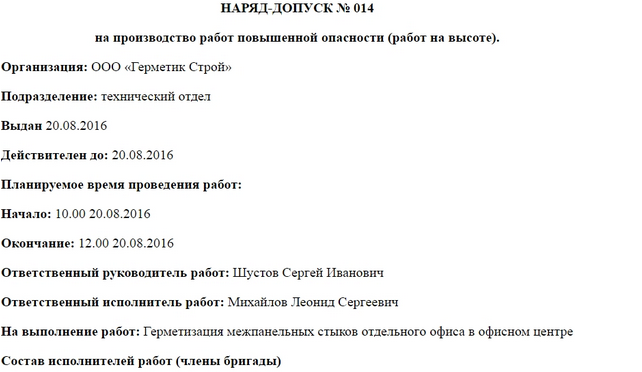 НАРЯД-ДОПУСК № 014
на производство работ повышенной опасности (работ на высоте).
Организация: ООО «Герметик Строй»
Подразделение: технический отдел
Выдан 20.08.2016
Действителен до: 20.08.2016
Планируемое время проведения работ:
Начало: 10.00 20.08.2016
Окончание: 12.00 20.08.2016
Ответственный руководитель работ: Шустов Сергей Иванович
Ответственный исполнитель работ: Михайлов Леонид Сергеевич
На выполнение работ: Герметизация межпанельных стыков отдельного офиса в офисном центре
Состав исполнителей работ (члены бригады)